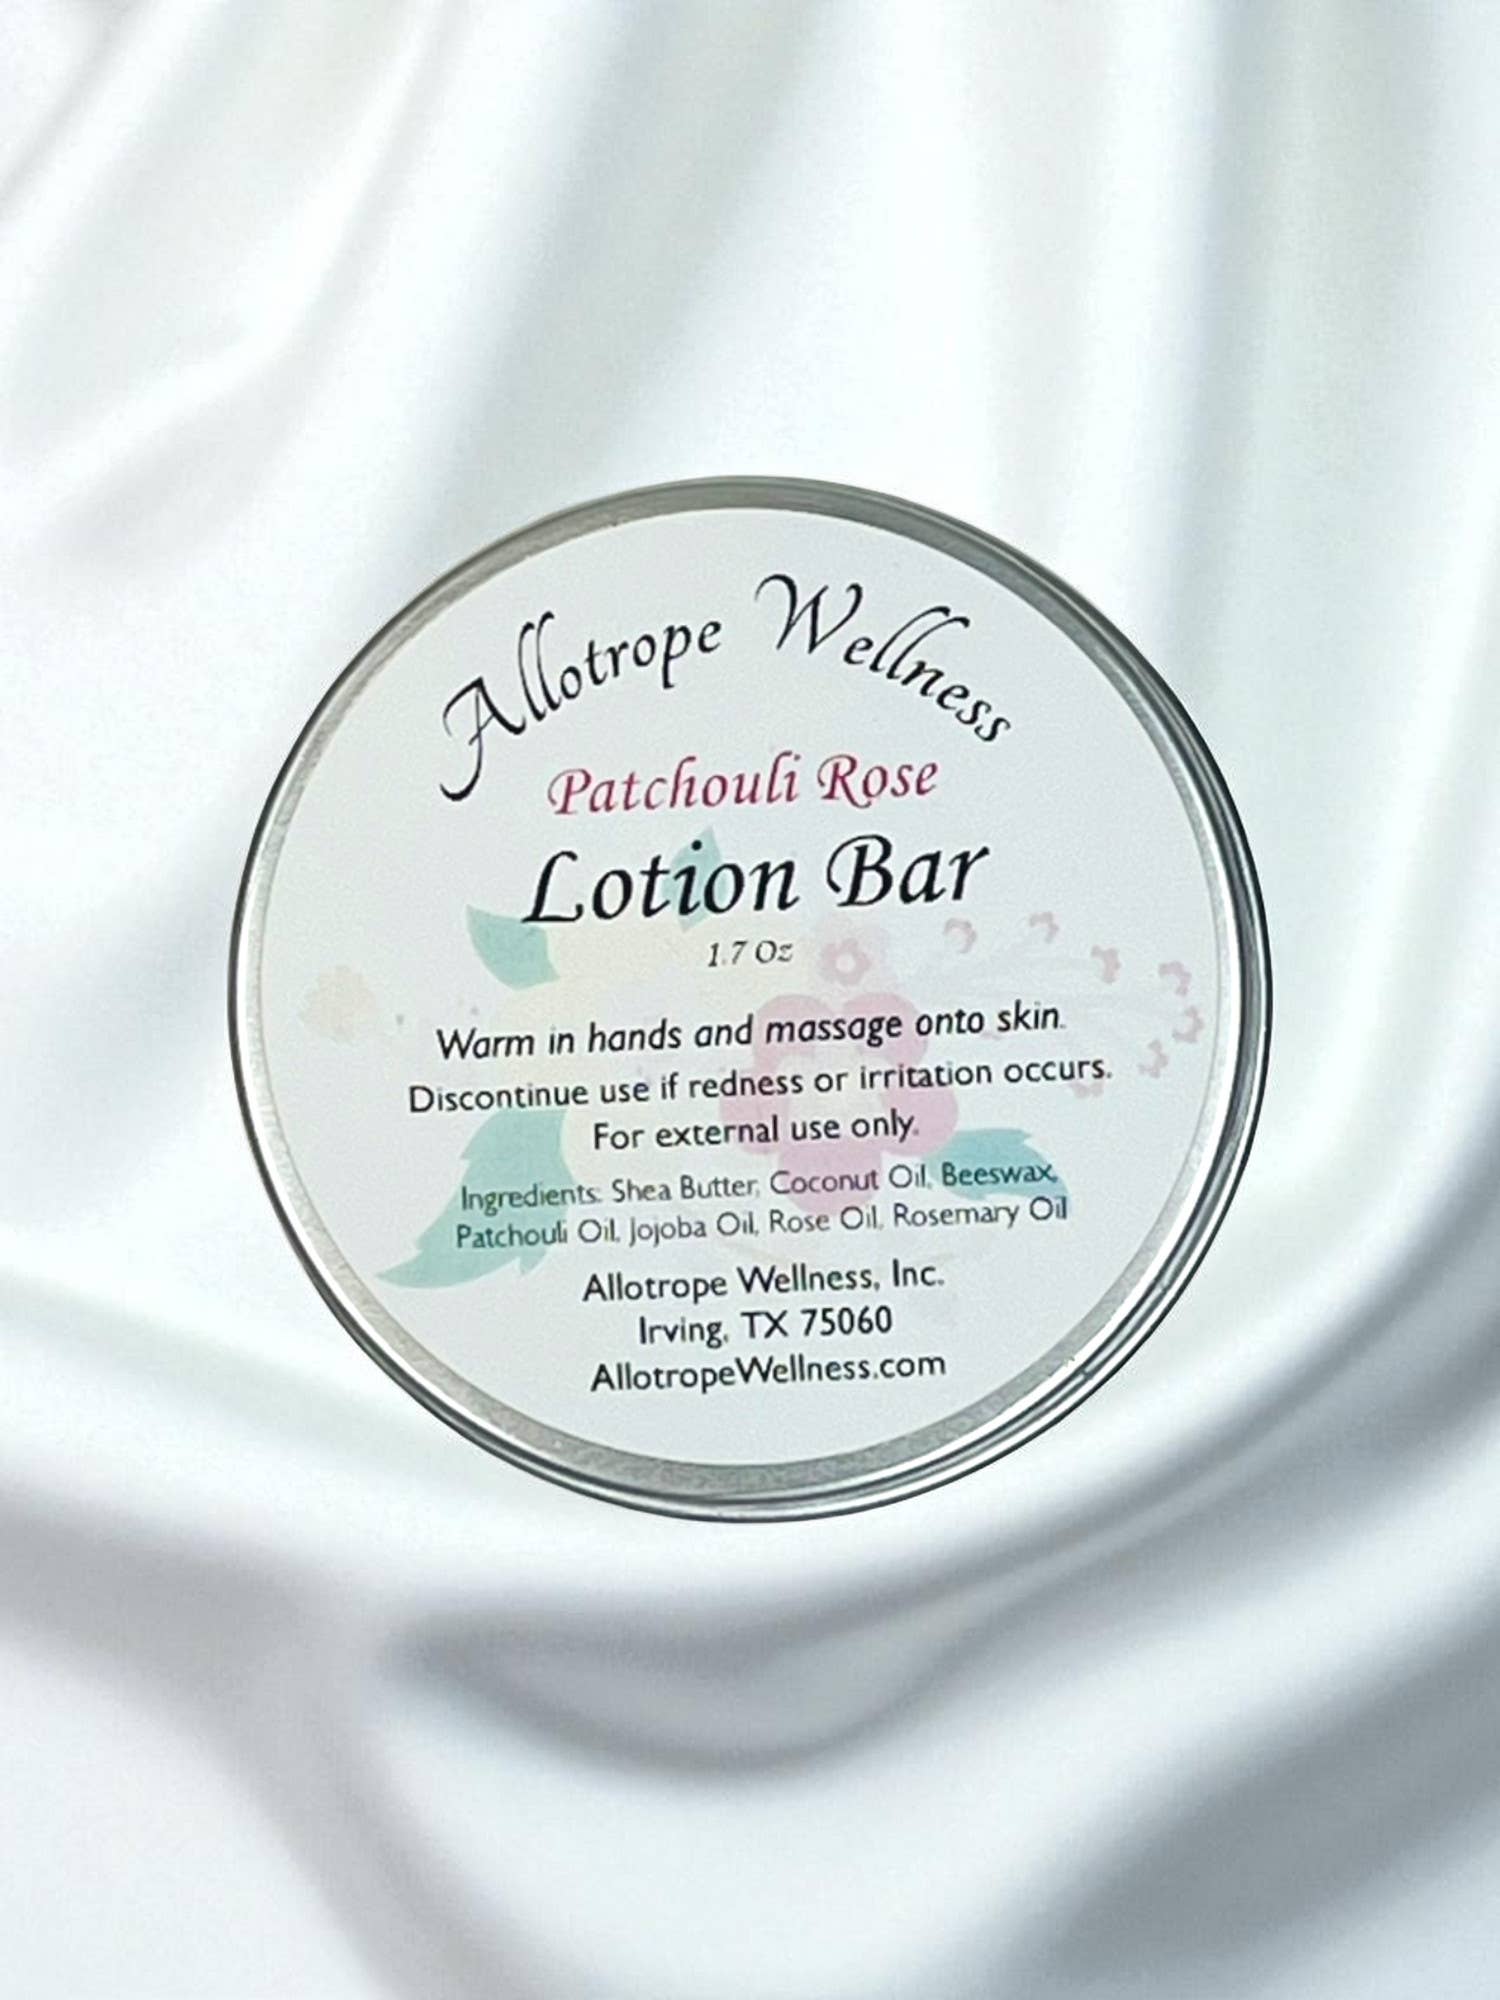 Allotrope Wellness
Patchouli Rose
Lotion Bar
1.7 Oz
Warm in hands and massage onto skin.
Discontinue use if redness or irritation occurs.
For external use only.
Ingredients: Shea Butter, Coconut Oil, Beeswax,
Patchouli Oil, Jojoba Oil, Rose Oil, Rosemary Oil
Allotrope Wellness, Inc.
Irving, TX 75060
AllotropeWellness.com